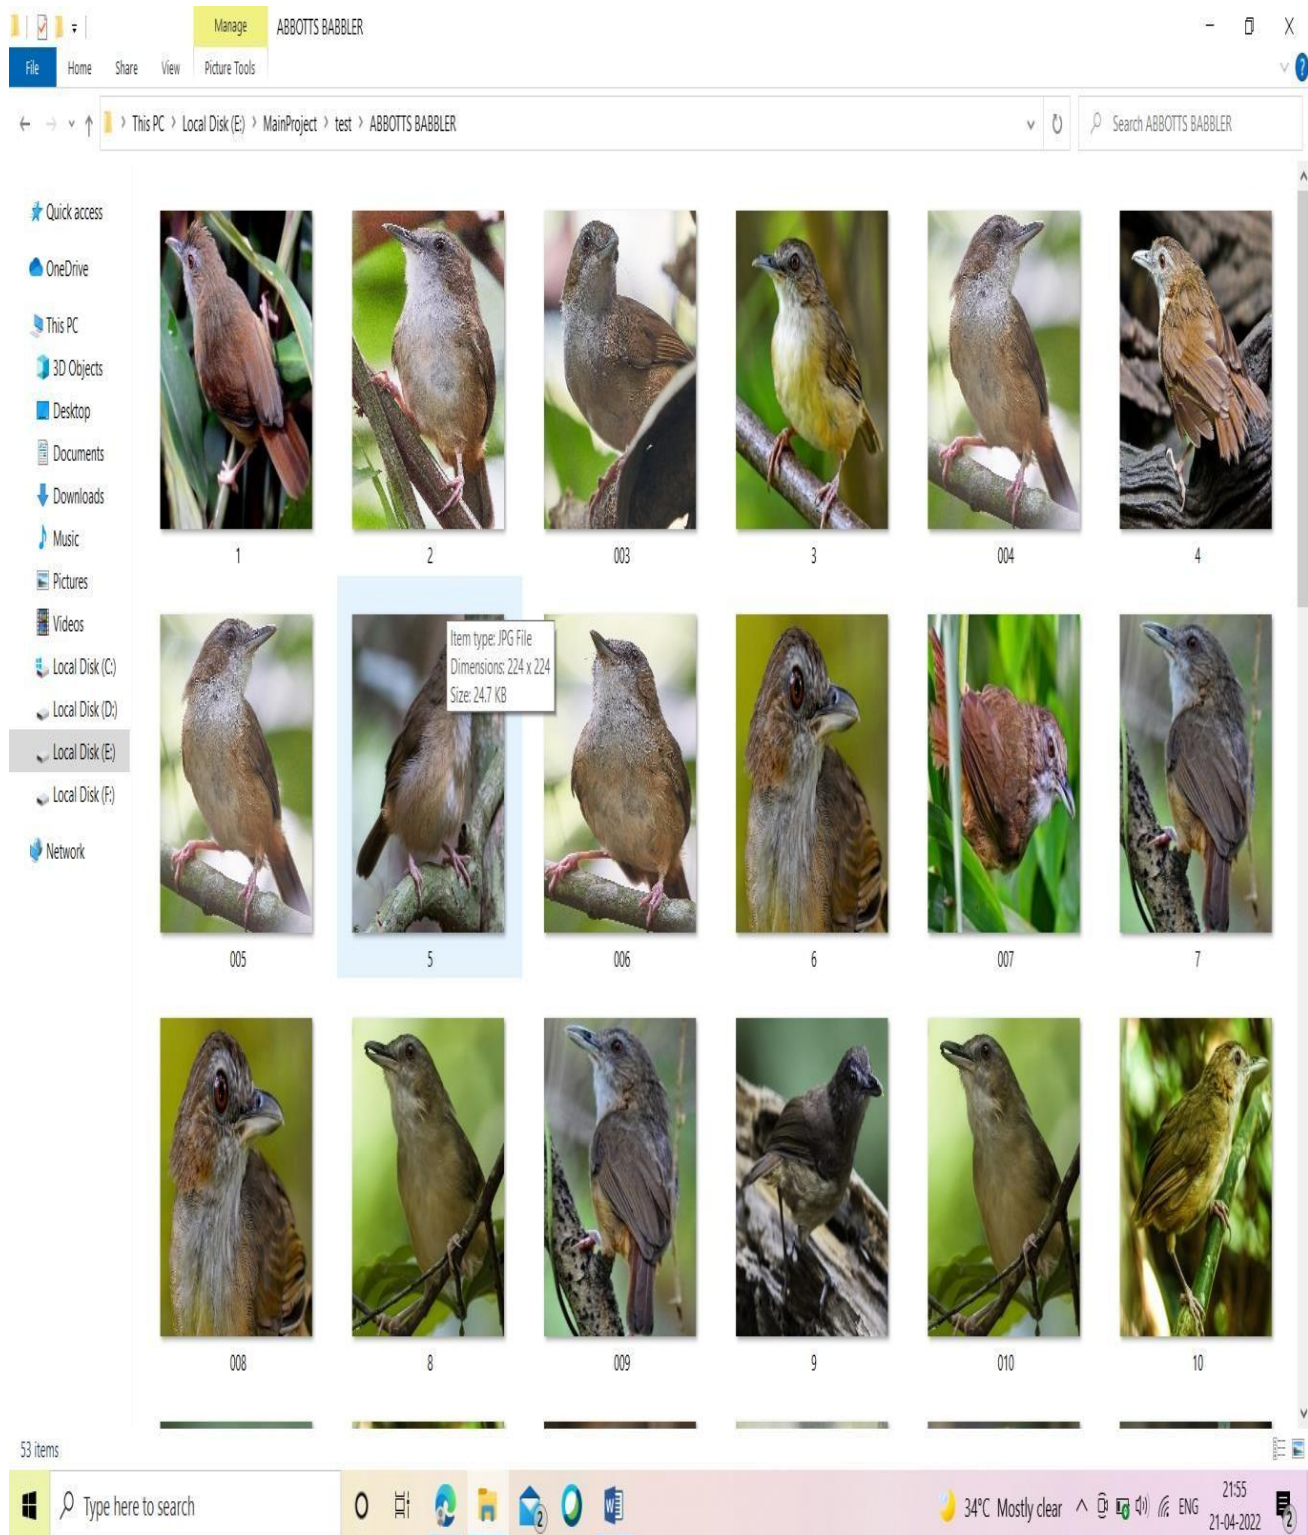 Manage ABBOTTS BABBLER
File Home Share View Picture Tools
This PC > Local Disk (E:) > MainProject > test > ABBOTTS BABBLER
Search ABBOTTS BABBLER
Quick access
OneDrive
This PC
3D Objects
Desktop
Documents
Downloads
Music
Pictures
Videos
Local Disk (C:)
Local Disk (D:)
Local Disk (E:)
Local Disk (F:)
Network
1 2 003 3 004 4
Item type: JPG File
Dimensions: 224 x 224
Size: 24.7 KB
005 5 006 6 007 7
008 8 009 9 010 10
53 items
Type here to search
34°C Mostly clear
ENG
21:55
21-04-2022
2
2